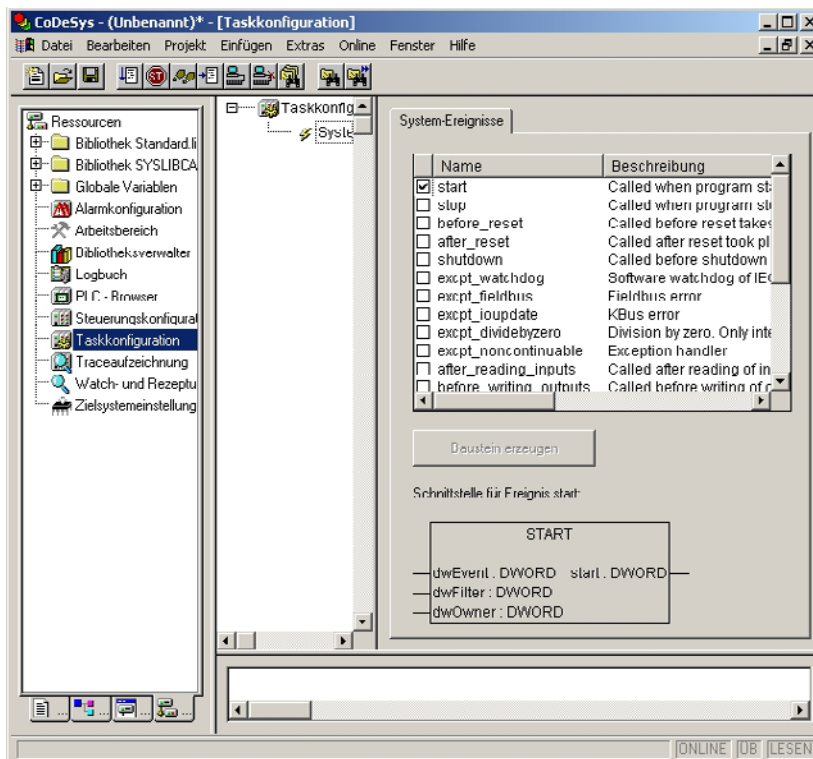 CoDeSys - (Unbenannt)* - [Taskkonfiguration]
Datei Bearbeiten Projekt Einfügen Extras Online Fenster Hilfe
Ressourcen
Bibliothek Standard.li
Bibliothek SYSLIBCA
Globale Variablen
Alarmkonfiguration
Arbeitsbereich
Bibliotheksverwalter
Logbuch
PLC - Browser
Steuerungskonfigurat
Taskkonfiguration
Traceaufzeichnung
Watch- und Rezeptu
Zielsystemeinstellung
Taskkonfig
Syste
System-Ereignisse
Name Beschreibung
start Called when program sta
stop Called when program sto
before_reset Called before reset takes
after_reset Called after reset took pl
shutdown Called before shutdown
excpt_watchdog Software watchdog of IEC
excpt_fieldbus Fieldbus error
excpt_ioupdate KBus error
excpt_dividebyzero Division by zero. Only inte
excpt_noncontinuable Exception handler
after_reading_inputs Called after reading of in
before_writing_outputs Called before writing of o
Baustein erzeugen
Schnittstelle für Ereignis start:
START
dwEvent : DWORD start : DWORD
dwFilter : DWORD
dwOwner : DWORD
ONLINE ÜB LESEN